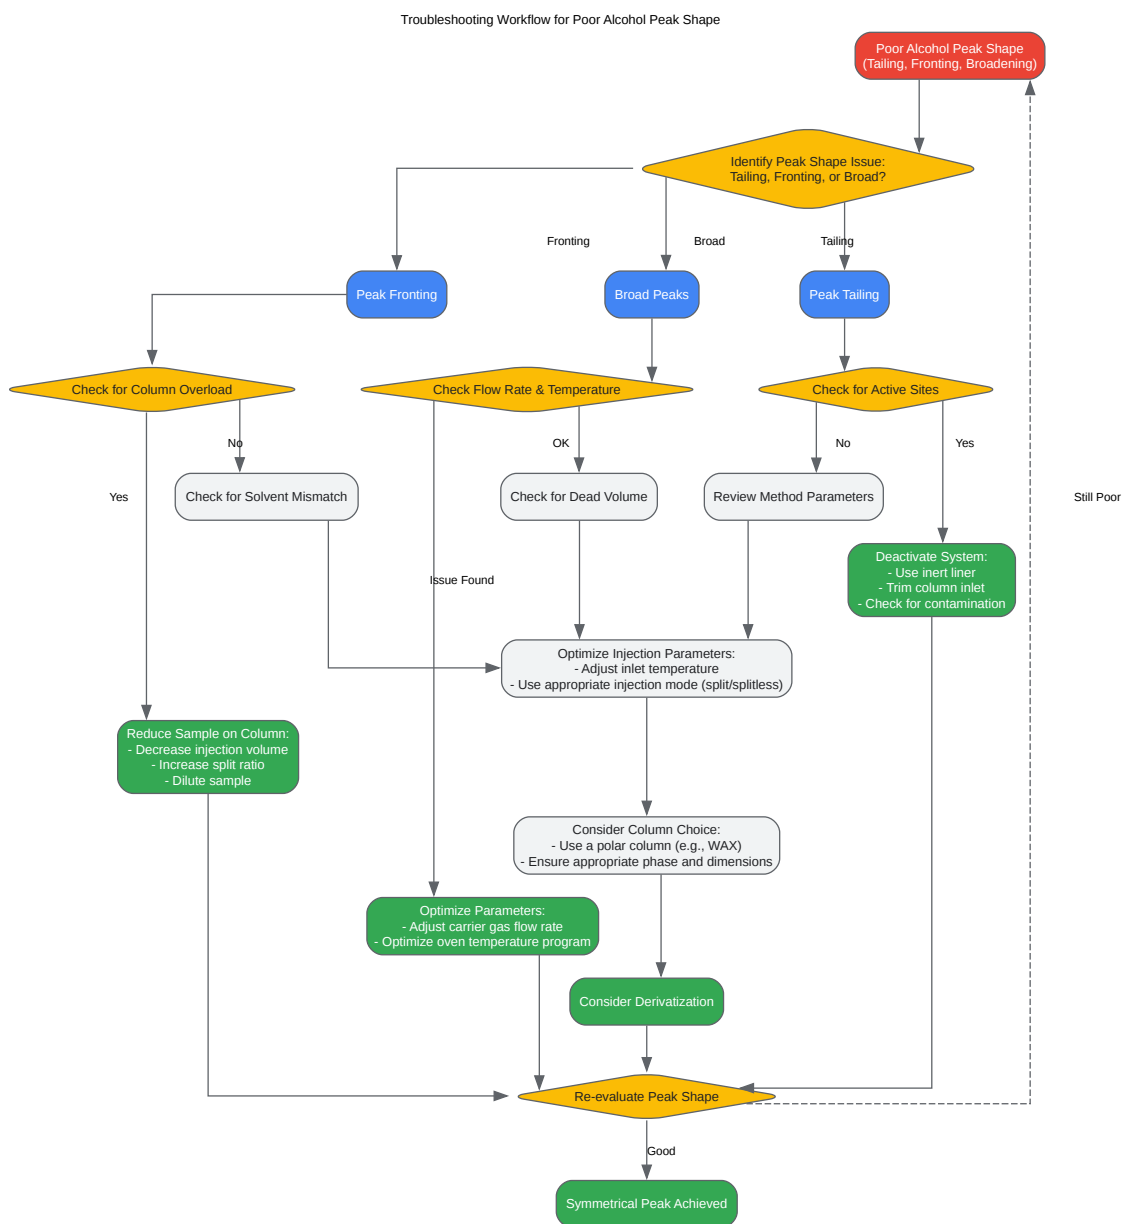 Troubleshooting Workflow for Poor Alcohol Peak Shape
Poor Alcohol Peak Shape
(Tailing, Fronting, Broadening)
Identify Peak Shape Issue:
Tailing, Fronting, or Broad?
Fronting
Broad
Tailing
Peak Fronting
Broad Peaks
Peak Tailing
Check for Column Overload
Check Flow Rate & Temperature
Check for Active Sites
No
OK
No
Yes
Yes
Check for Solvent Mismatch
Check for Dead Volume
Review Method Parameters
Still Poor
Deactivate System:
- Use inert liner
- Trim column inlet
- Check for contamination
Issue Found
Optimize Injection Parameters:
- Adjust inlet temperature
- Use appropriate injection mode (split/splitless)
Reduce Sample on Column:
- Decrease injection volume
- Increase split ratio
- Dilute sample
Consider Column Choice:
- Use a polar column (e.g., WAX)
- Ensure appropriate phase and dimensions
Optimize Parameters:
- Adjust carrier gas flow rate
- Optimize oven temperature program
Consider Derivatization
Re-evaluate Peak Shape
Good
Symmetrical Peak Achieved